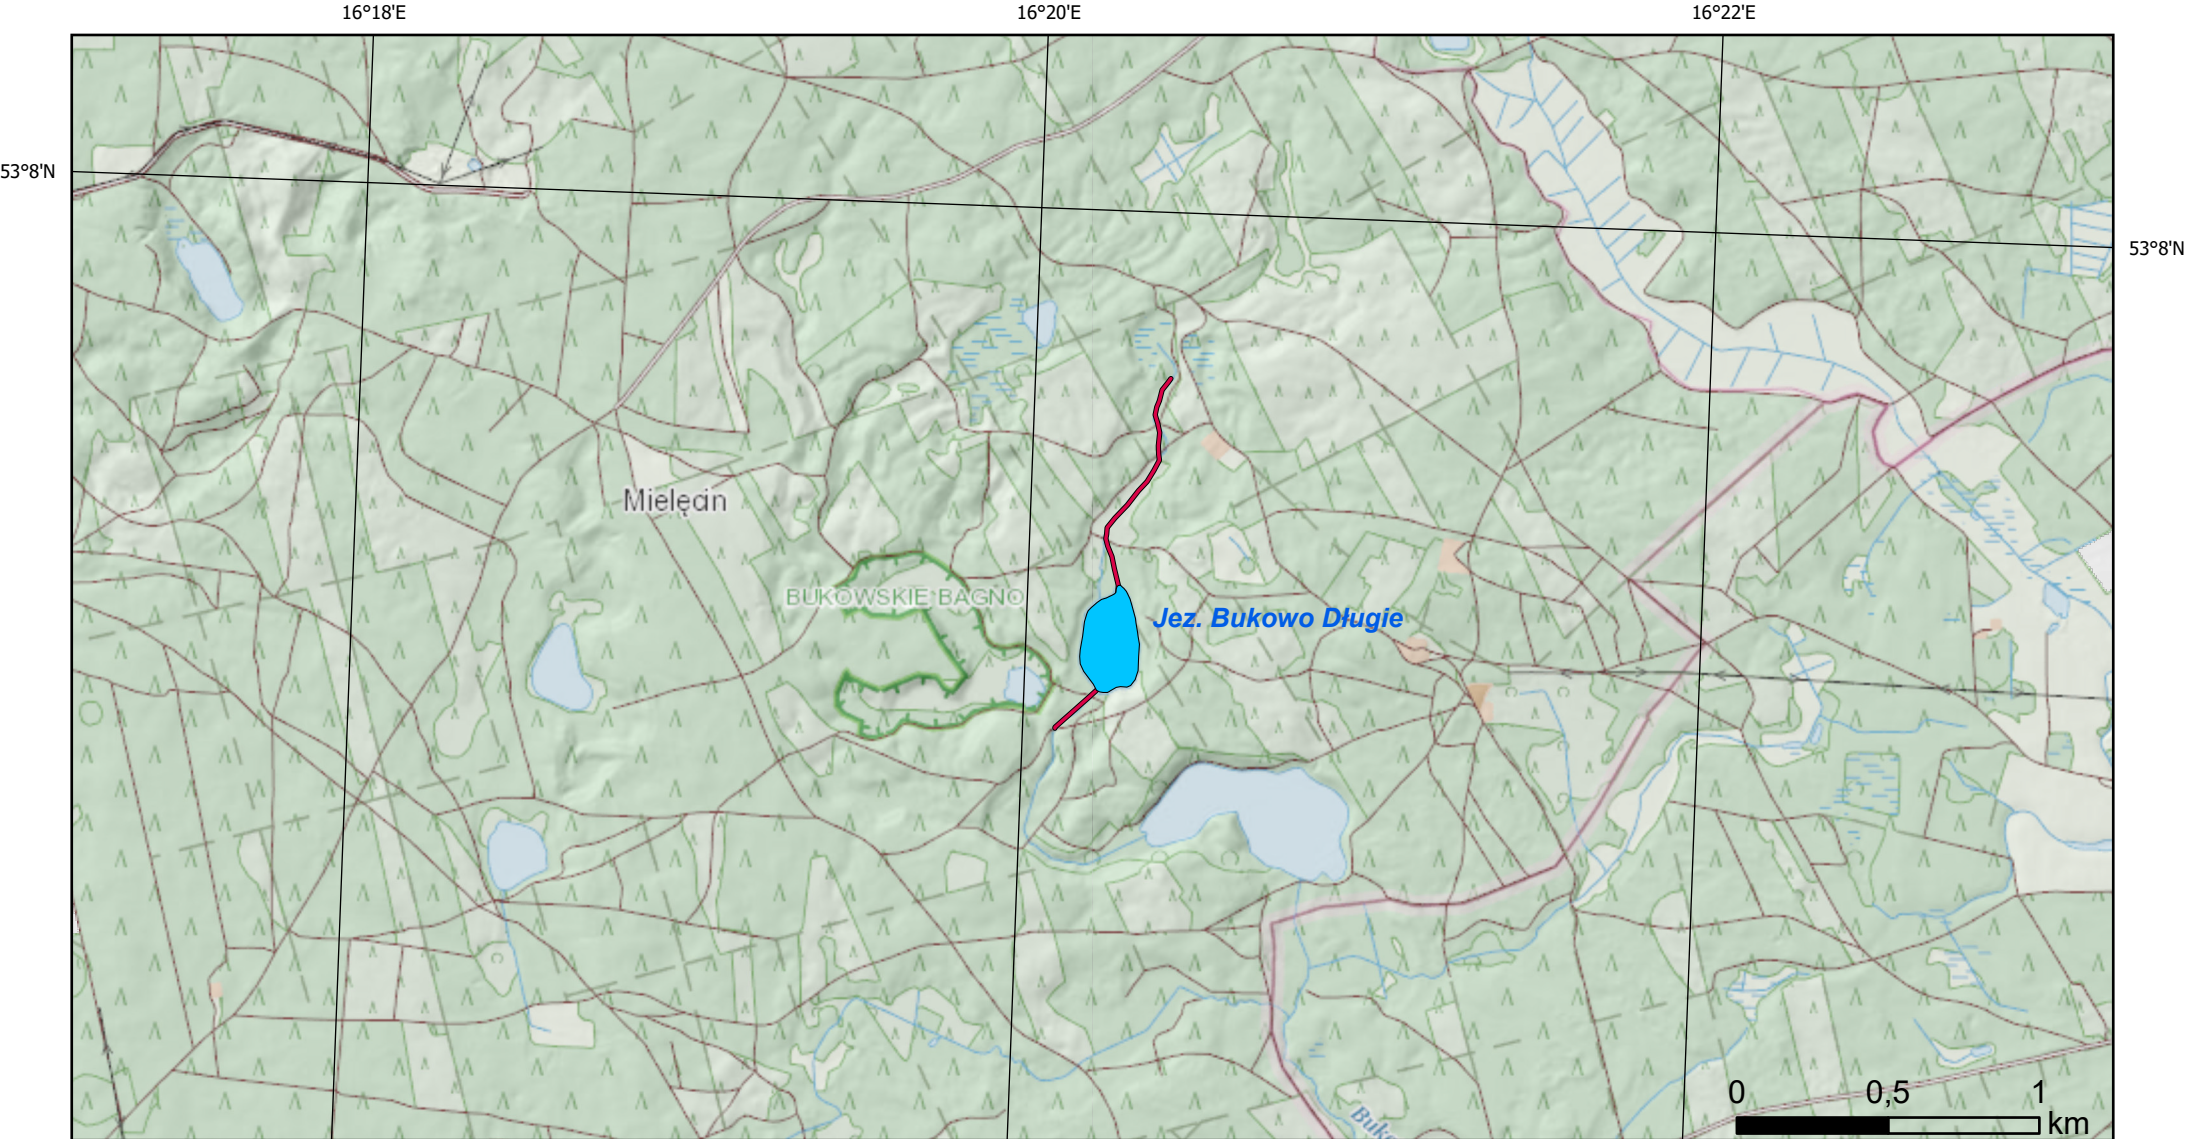 16°18'E 16°20'E 16°22'E
53°8'N
53°8'N
Mielęcin
BUKOWSKIE BAGNO
Jez. Bukowo Długie
0 0,5 1
km